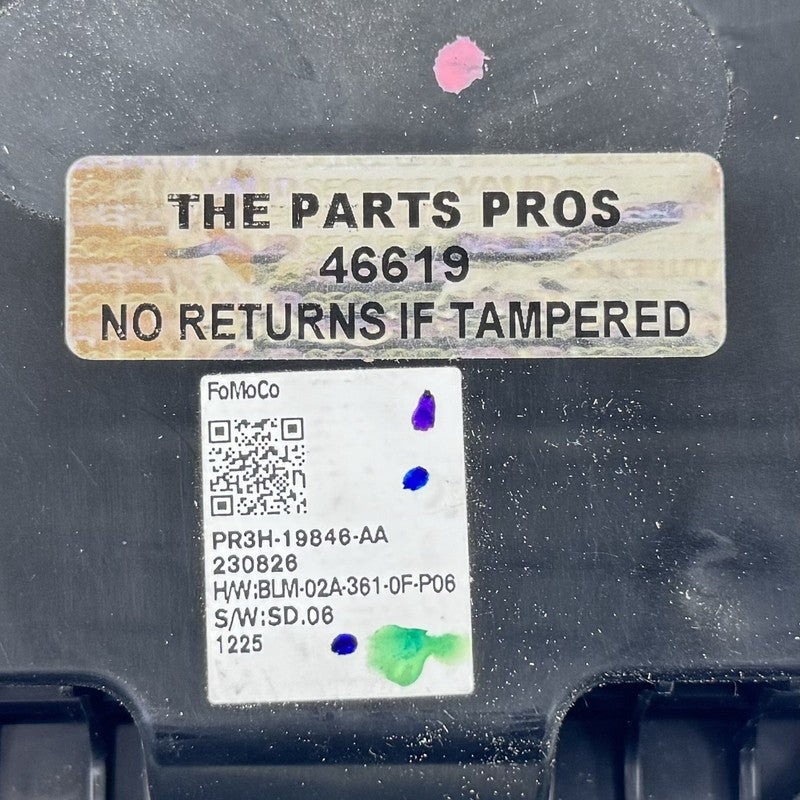 THE PARTS PROS
46619
NO RETURNS IF TAMPERED
FoMoCo
PR3H-19846-AA
230826
H/W:BLM-02A-361-0F-P06
S/W:SD.06
1225